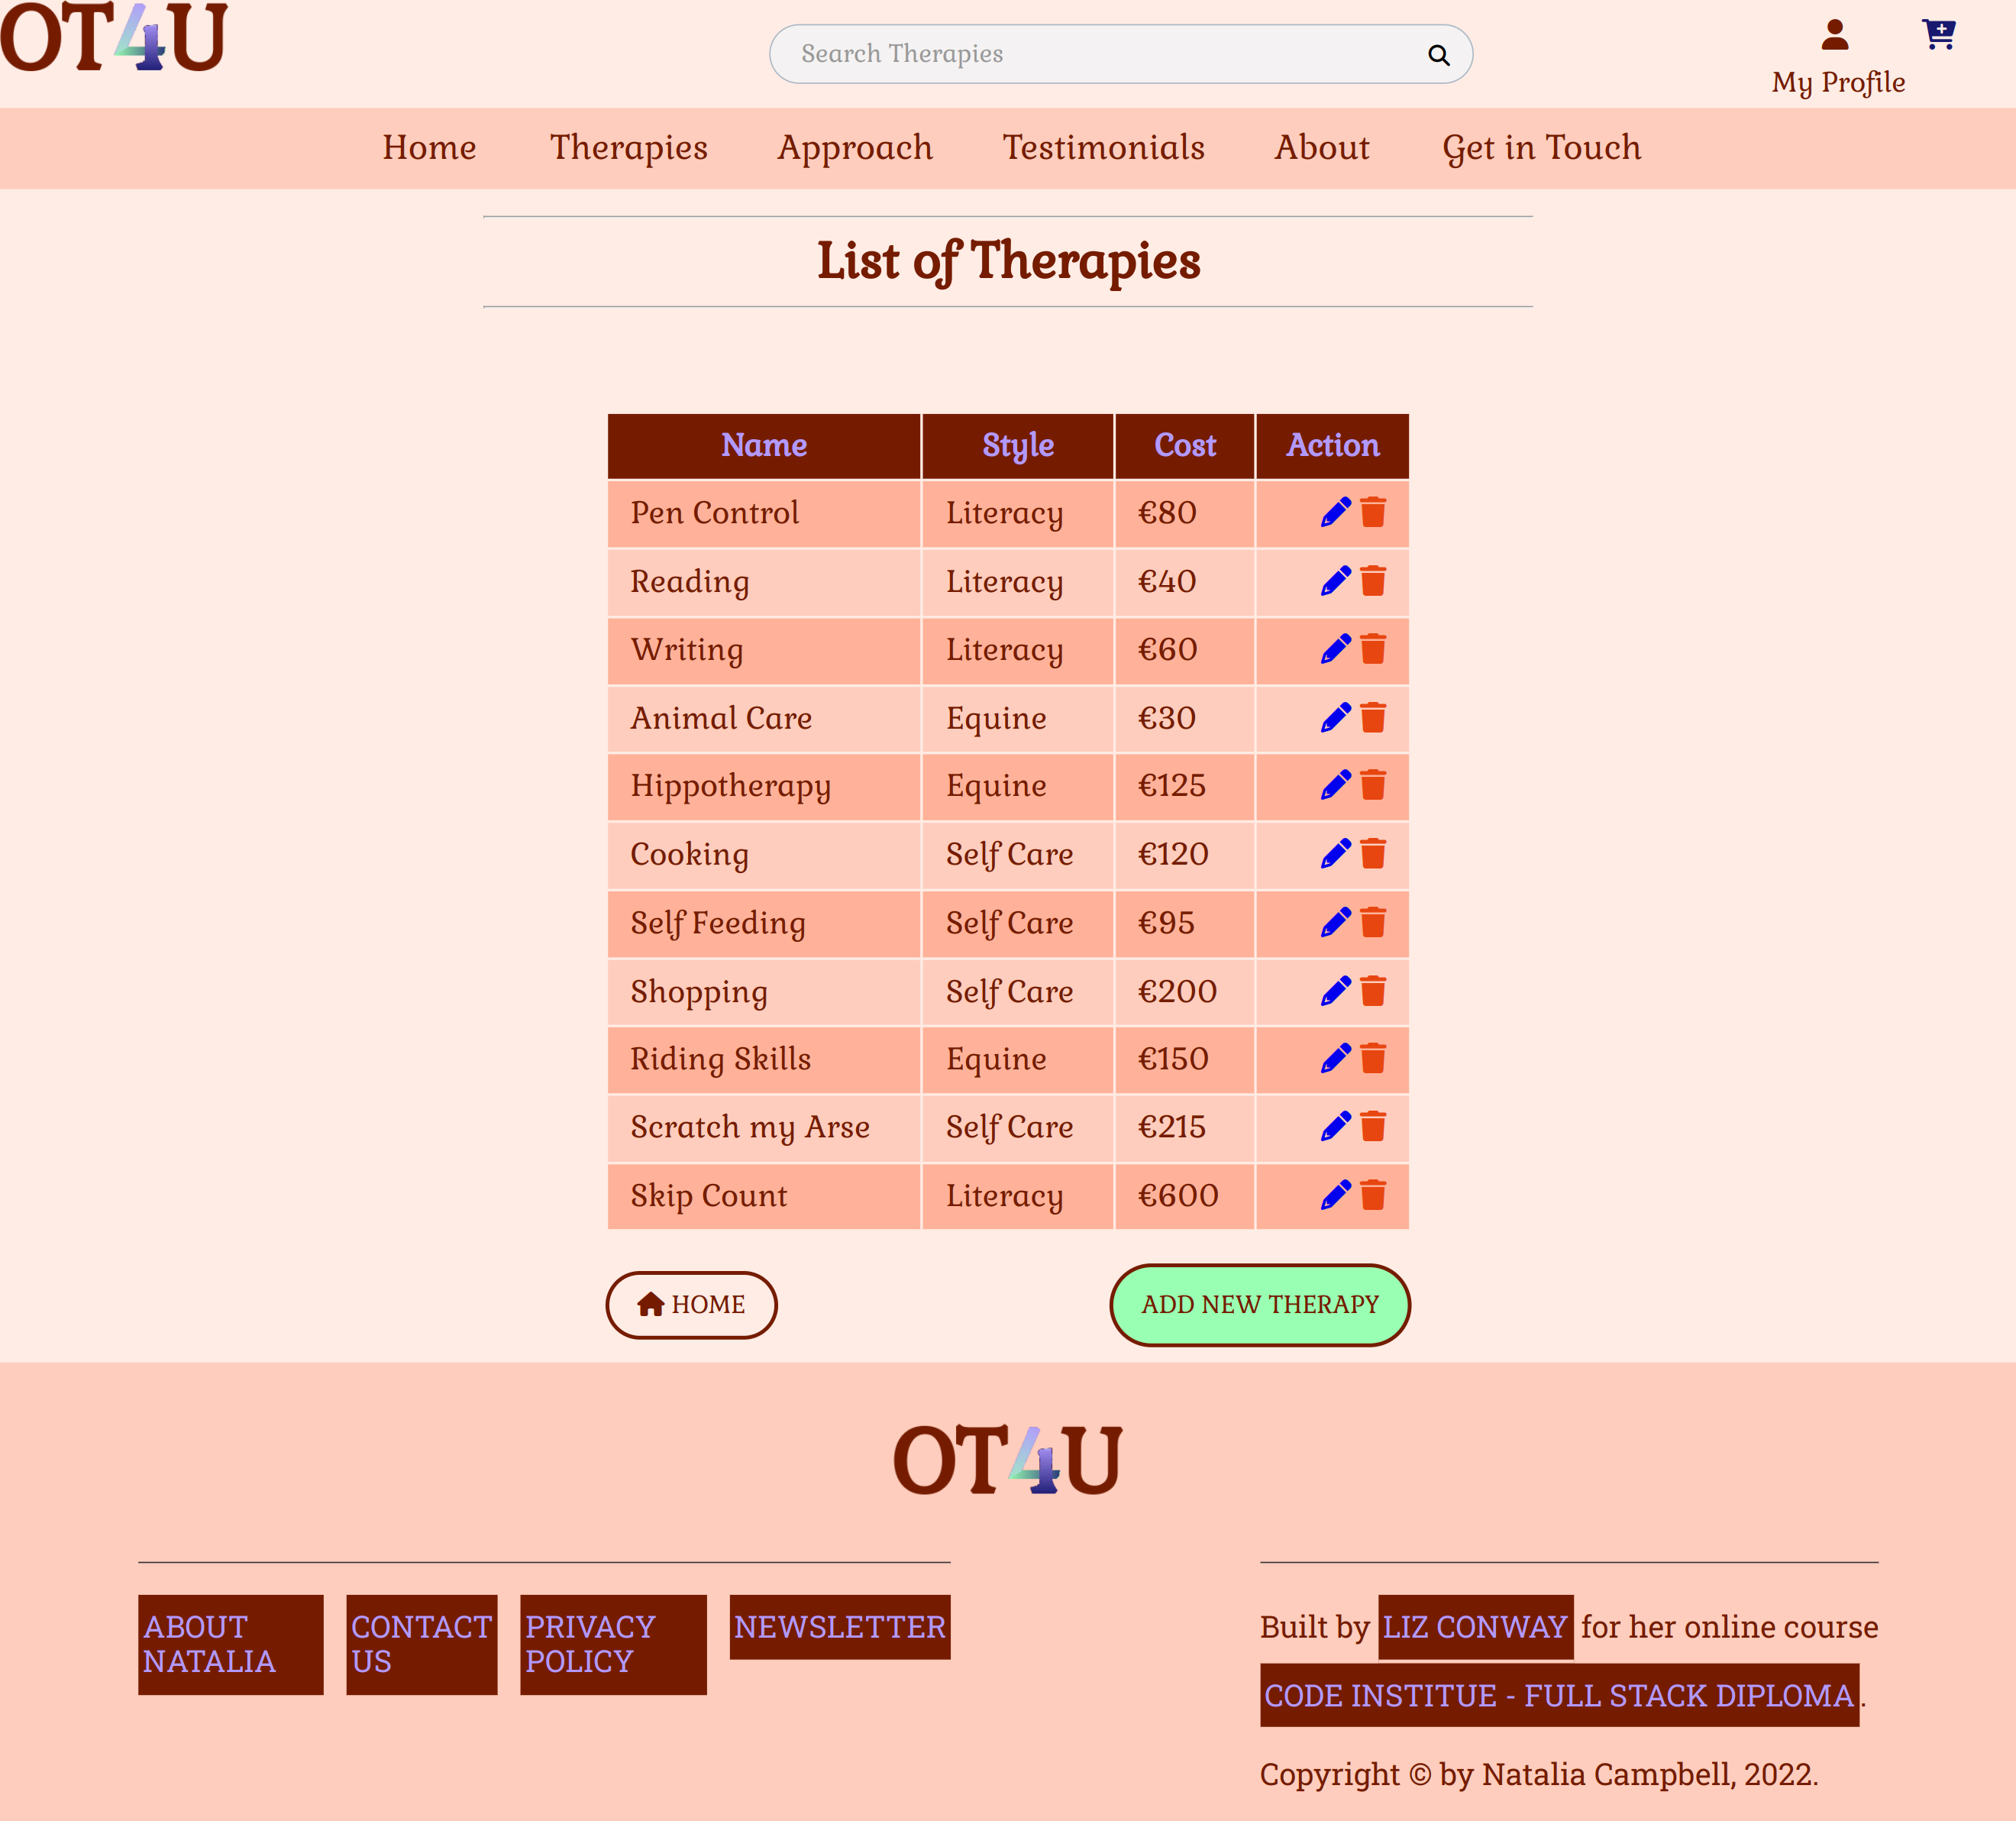 OT4U
Search Therapies
My Profile
Home Therapies Approach Testimonials About Get in Touch
List of Therapies
Name Style Cost Action
Pen Control Literacy €80
Reading Literacy €40
Writing Literacy €60
Animal Care Equine €30
Hippotherapy Equine €125
Cooking Self Care €120
Self Feeding Self Care €95
Shopping Self Care €200
Riding Skills Equine €150
Scratch my Arse Self Care €215
Skip Count Literacy €600
HOME ADD NEW THERAPY
OT4U
ABOUT NATALIA
CONTACT US
PRIVACY POLICY
NEWSLETTER
Built by LIZ CONWAY for her online course
CODE INSTITUE - FULL STACK DIPLOMA.
Copyright © by Natalia Campbell, 2022.